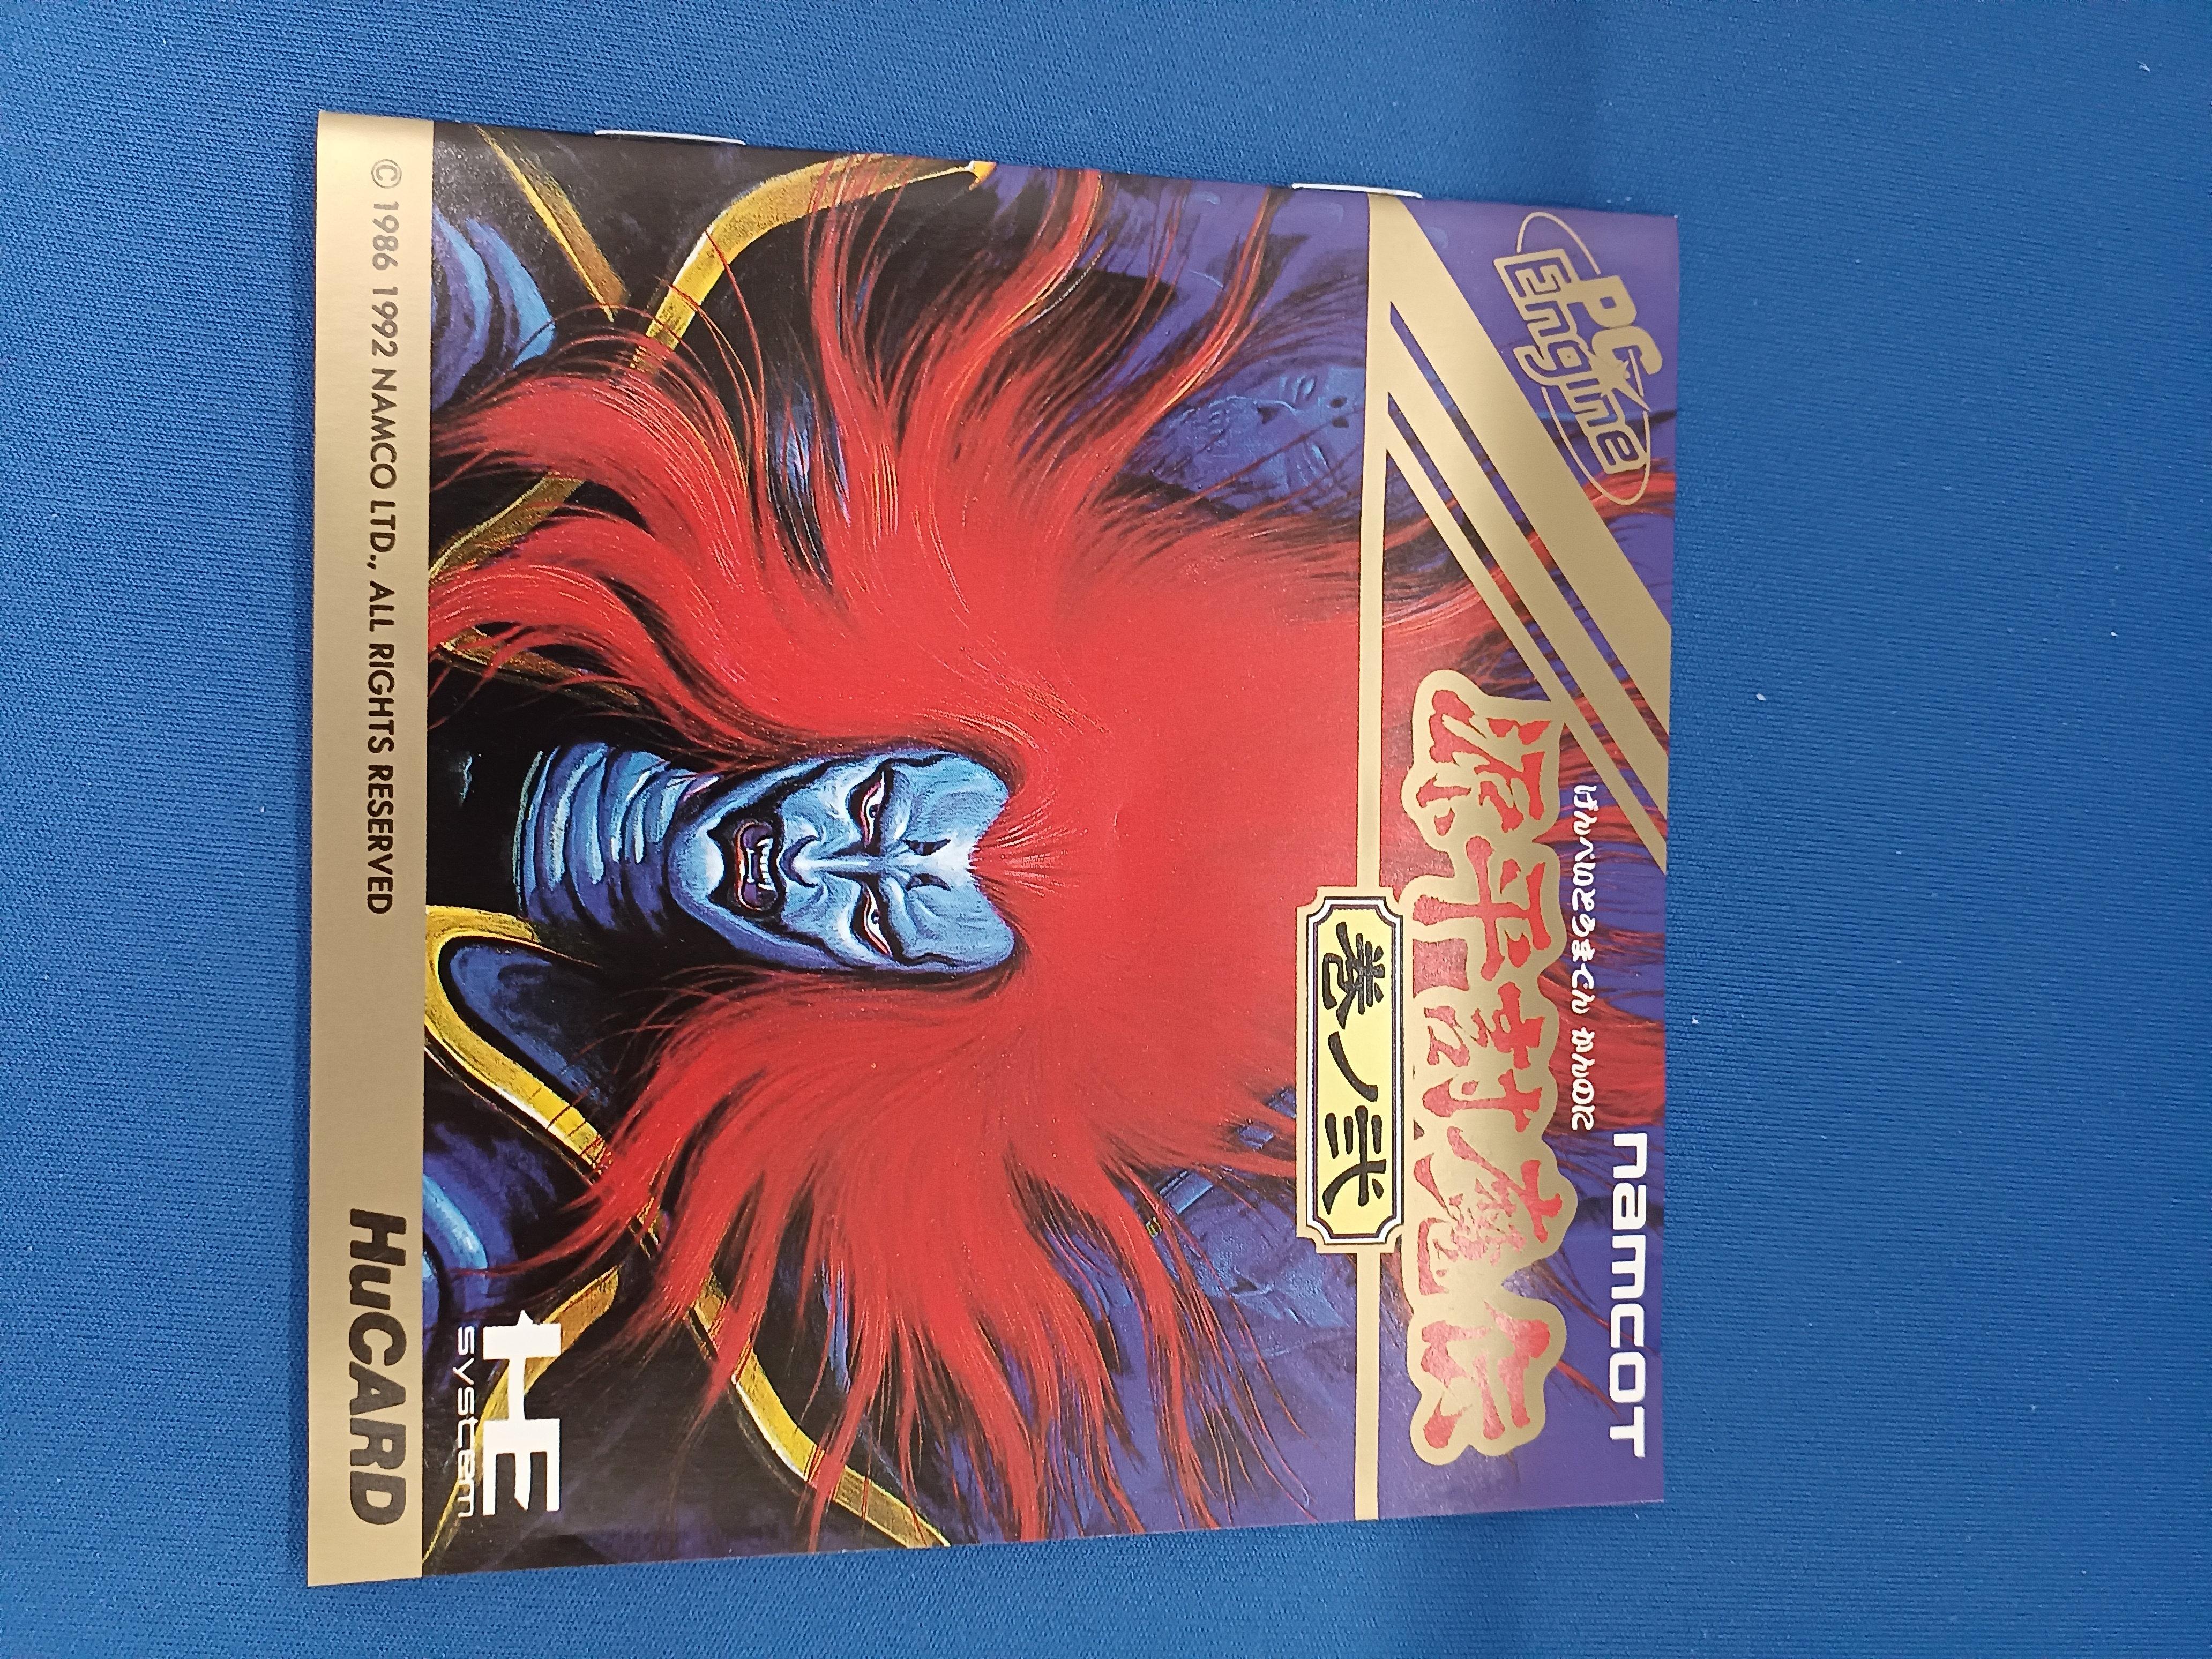 PC Engine
namcot
げんぺいとうまでん かんのに
源平討魔伝
巻ノ弐
HE
system
© 1986 1992 NAMCO LTD., ALL RIGHTS RESERVED
HuCARD